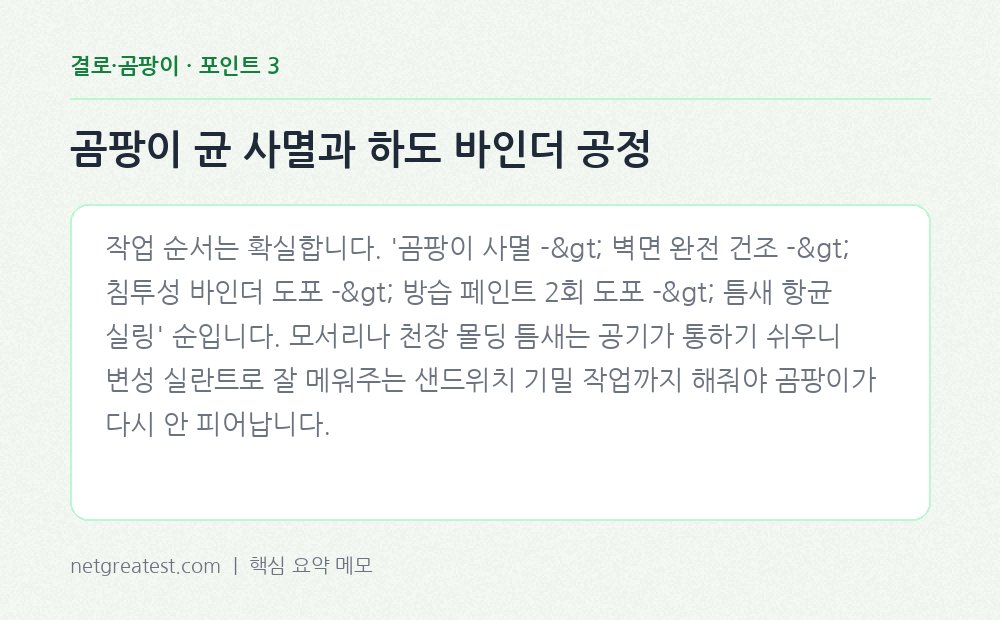 결로·곰팡이 · 포인트 3
곰팡이 균 사멸과 하도 바인더 공정
작업 순서는 확실합니다. '곰팡이 사멸 -&gt; 벽면 완전 건조 -&gt;
침투성 바인더 도포 -&gt; 방습 페인트 2회 도포 -&gt; 틈새 항균
실링' 순입니다. 모서리나 천장 몰딩 틈새는 공기가 통하기 쉬우니
변성 실란트로 잘 메워주는 샌드위치 기밀 작업까지 해줘야 곰팡이가
다시 안 피어납니다.
netgreatest.com | 핵심 요약 메모